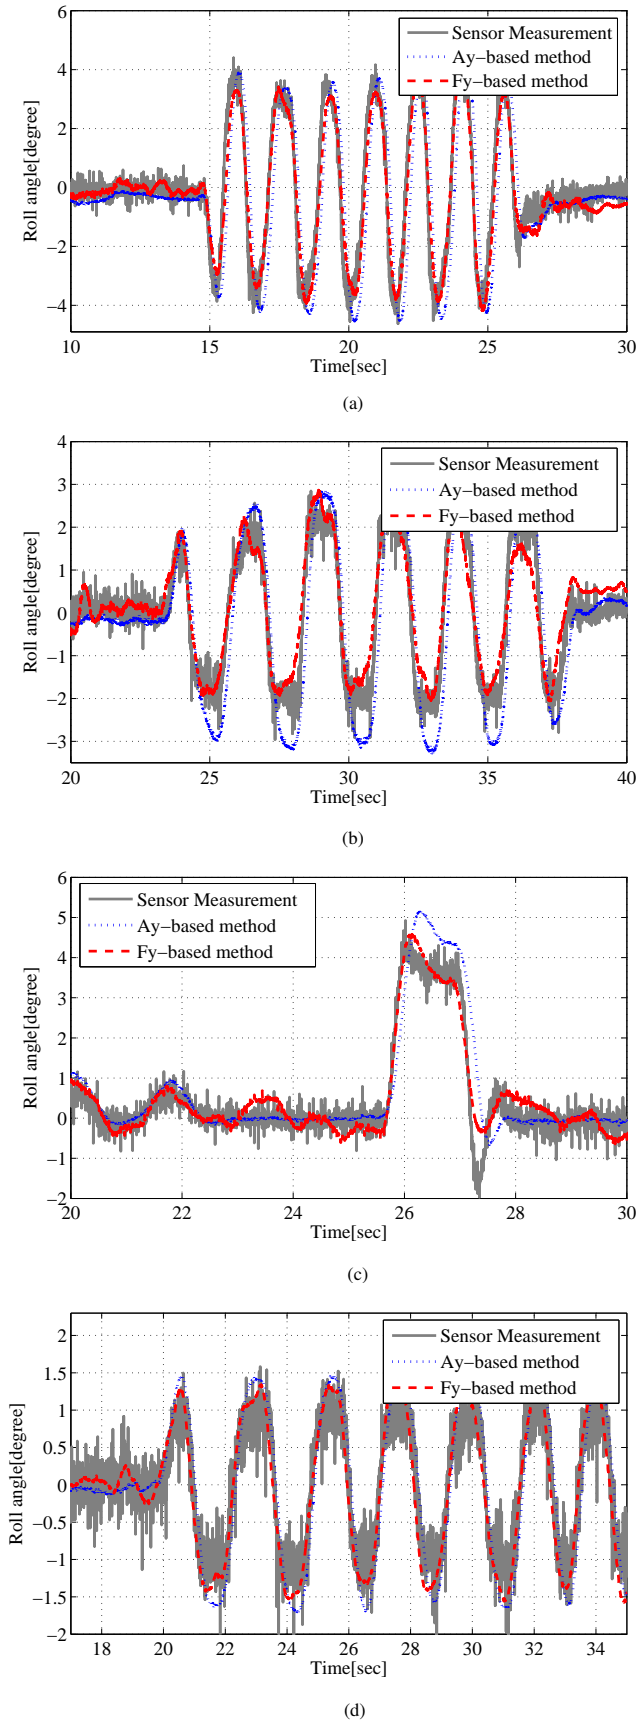 6
4
2
0
−2
−4
Roll angle[degree]
Sensor Measurement
Ay−based method
Fy−based method
10 15 20 25 30
Time[sec]
(a)
4
3
2
1
0
−1
−2
−3
Roll angle[degree]
Sensor Measurement
Ay−based method
Fy−based method
20 25 30 35 40
Time[sec]
(b)
6
5
4
3
2
1
0
−1
−2
Roll angle[degree]
Sensor Measurement
Ay−based method
Fy−based method
20 22 24 26 28 30
Time[sec]
(c)
2
1.5
1
0.5
0
−0.5
−1
−1.5
−2
Roll angle[degree]
Sensor Measurement
Ay−based method
Fy−based method
18 20 22 24 26 28 30 32 34
Time[sec]
(d)